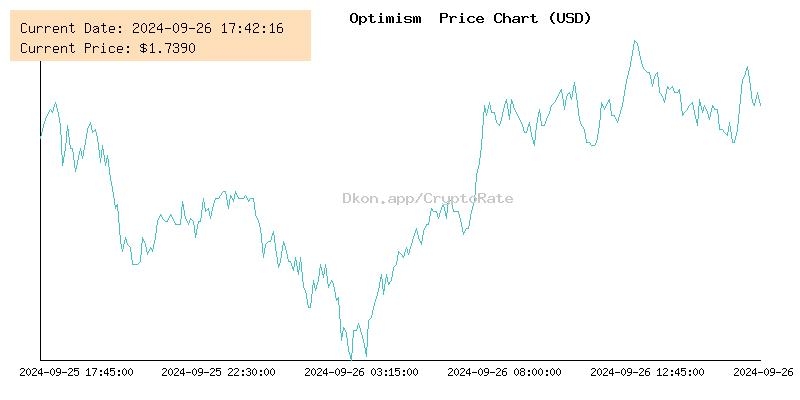 Optimism Price Chart (USD)
Current Date: 2024-09-26 17:42:16
Current Price: $1.7390
Dkon.app/CryptoRate
2024-09-25 17:45:00 2024-09-25 22:30:00 2024-09-26 03:15:00 2024-09-26 08:00:00 2024-09-26 12:45:00 2024-09-26